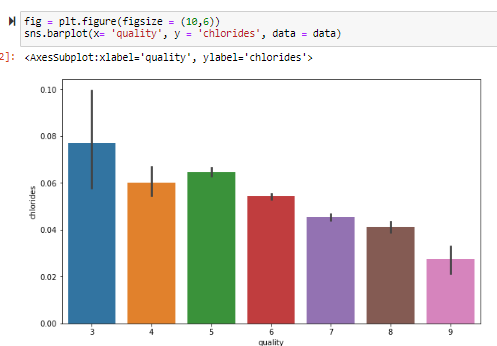 fig = plt.figure(figsize = (10,6))
sns.barplot(x= 'quality', y = 'chlorides', data = data)
2]: <AxesSubplot:xlabel='quality', ylabel='chlorides'>
0.10
0.08
0.06
0.04
0.02
0.00
chlorides
3 4 5 6 7 8 9
quality